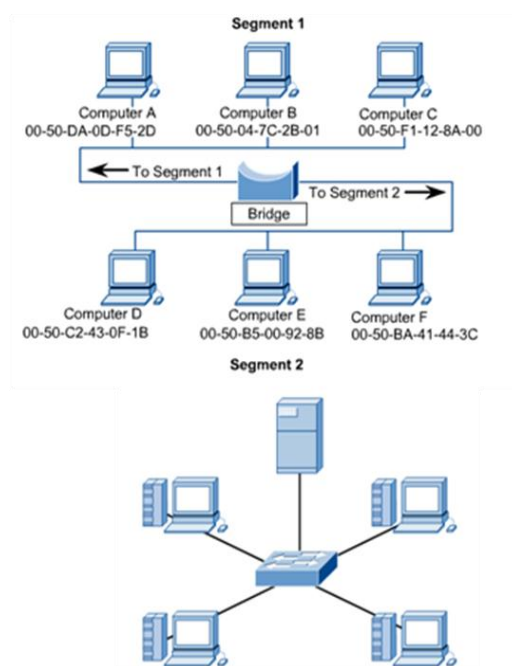 Segment 1
Computer A
00-50-DA-0D-F5-2D
Computer B
00-50-04-7C-2B-01
Computer C
00-50-F1-12-8A-00
To Segment 1
To Segment 2
Bridge
Computer D
00-50-C2-43-0F-1B
Computer E
00-50-B5-00-92-8B
Computer F
00-50-BA-41-44-3C
Segment 2